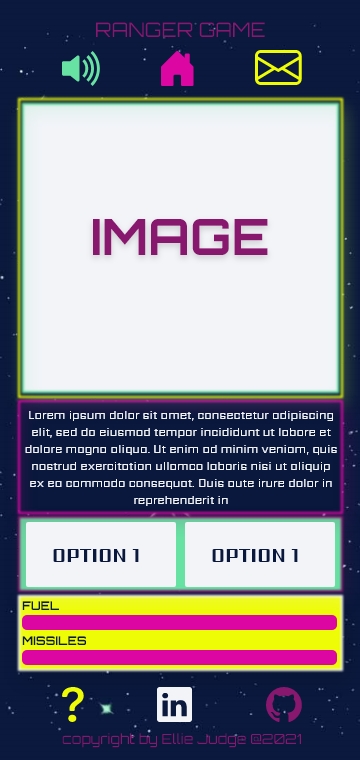 RANGER GAME
IMAGE
Lorem ipsum dolor sit amet, consectetur adipiscing
elit, sed do eiusmod tempor incididunt ut labore et
dolore magna aliqua. Ut enim ad minim veniam, quis
nostrud exercitation ullamco laboris nisi ut aliquip
ex ea commodo consequat. Duis aute irure dolor in
reprehenderit in
OPTION 1 OPTION 1
FUEL
MISSILES
? in
copyright by Ellie Judge @2021